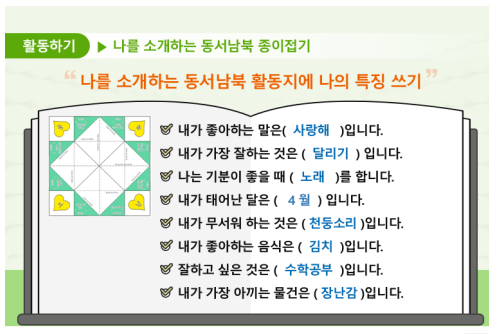 활동하기 ▶ 나를 소개하는 동서남북 종이접기
“ 나를 소개하는 동서남북 활동지에 나의 특징 쓰기 ”
내가 좋아하는 말은( 사랑해 )입니다.
내가 가장 잘하는 것은 ( 달리기 ) 입니다.
나는 기분이 좋을 때 ( 노래 )를 합니다.
내가 태어난 달은 ( 4 월 ) 입니다.
내가 무서워 하는 것은 ( 천둥소리 )입니다.
내가 좋아하는 음식은 ( 김치 )입니다.
잘하고 싶은 것은 ( 수학공부 )입니다.
내가 가장 아끼는 물건은 ( 장난감 )입니다.